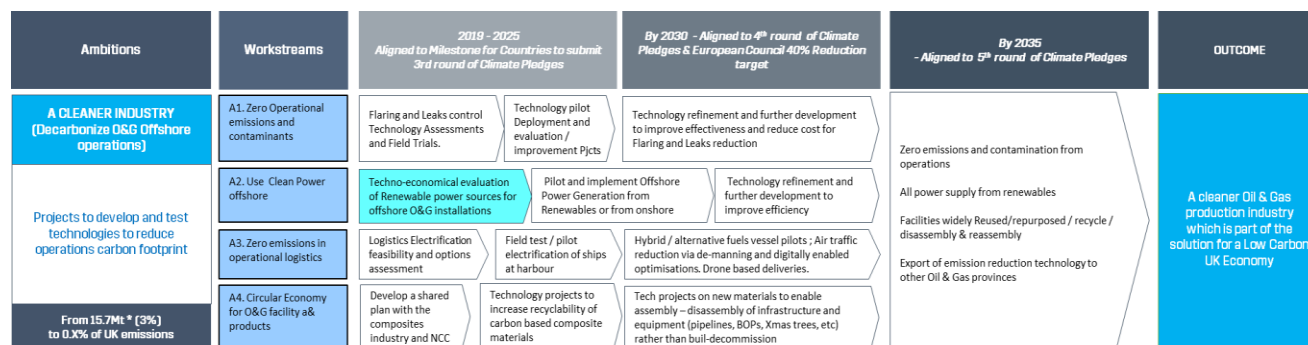 Ambitions
Workstreams
2019 - 2025
Aligned to Milestone for Countries to submit
3rd round of Climate Pledges
By 2030 - Aligned to 4th round of Climate
Pledges & European Council 40% Reduction
target
By 2035
- Aligned to 5th round of Climate Pledges
OUTCOME
A CLEANER INDUSTRY
(Decarbonize O&G Offshore
operations)
Projects to develop and test
technologies to reduce
operations carbon footprint
From 15.7Mt * (3%)
to 0.X% of UK emissions
A1. Zero Operational
emissions and
contaminants
Flaring and Leaks control
Technology Assessments
and Field Trials.
Technology pilot
Deployment and
evaluation /
improvement Pjcts
Technology refinement and further development
to improve effectiveness and reduce cost for
Flaring and Leaks reduction
A2. Use Clean Power
offshore
Techno-economical evaluation
of Renewable power sources for
offshore O&G installations
Pilot and implement Offshore
Power Generation from
Renewables or from onshore
Technology refinement and
further development to
improve efficiency
A3. Zero emissions in
operational logistics
Logistics Electrification
feasibility and options
assessment
Field test / pilot
electrification of ships
at harbour
Hybrid / alternative fuels vessel pilots ; Air traffic
reduction via de-manning and digitally enabled
optimisations. Drone based deliveries.
A4. Circular Economy
for O&G facility a&
products
Develop a shared
plan with the
composites
industry and NCC
Technology projects to
increase recyclability of
carbon based composite
materials
Tech projects on new materials to enable
assembly – disassembly of infrastructure and
equipment (pipelines, BOPs, Xmas trees, etc)
rather than buil-decommission
Zero emissions and contamination from
operations
All power supply from renewables
Facilities widely Reused/repurposed / recycle /
disassembly & reassembly
Export of emission reduction technology to
other Oil & Gas provinces
A cleaner Oil & Gas
production industry
which is part of the
solution for a Low Carbon
UK Economy